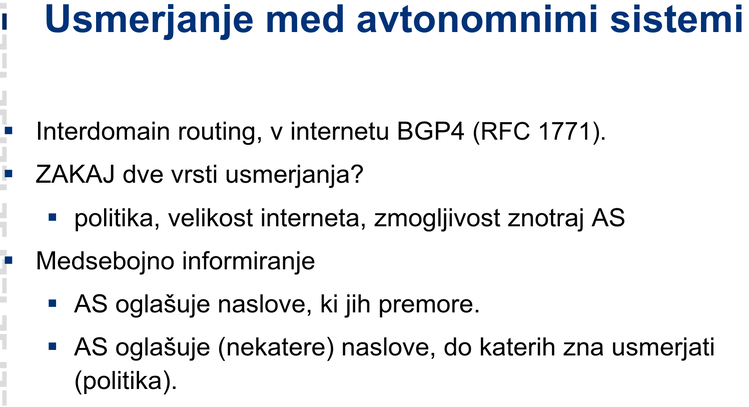 Usmerjanje med avtonomnimi sistemi
Interdomain routing, v internetu BGP4 (RFC 1771).
ZAKAJ dve vrsti usmerjanja?
politika, velikost interneta, zmogljivost znotraj AS
Medsebojno informiranje
AS oglašuje naslove, ki jih premore.
AS oglašuje (nekatere) naslove, do katerih zna usmerjati
(politika).